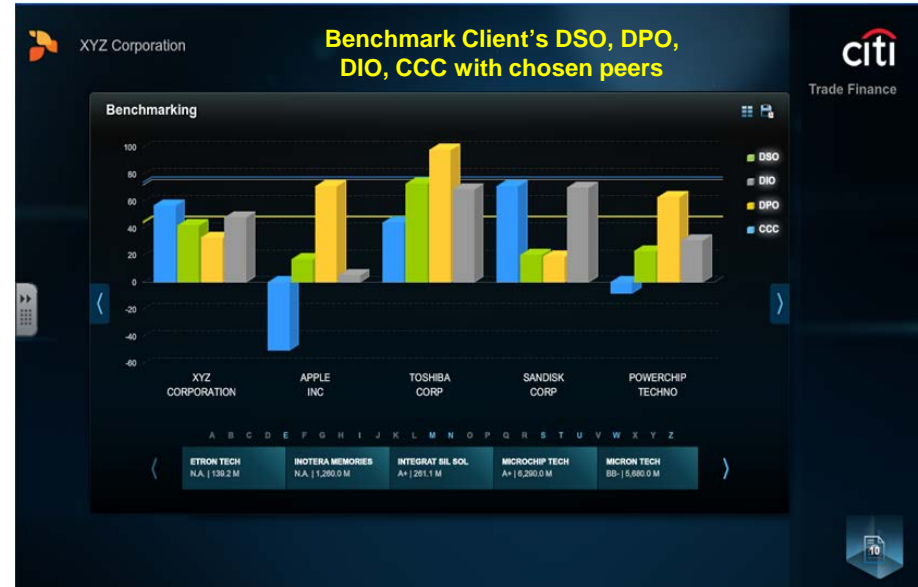 XYZ Corporation
Benchmark Client's DSO, DPO,
DIO, CCC with chosen peers
citi
Trade Finance
Benchmarking
100
80
60
40
20
0
-20
-40
-60
DSO
DIO
DPO
CCC
XYZ
CORPORATION
APPLE
INC
TOSHIBA
CORP
SANDISK
CORP
POWERCHIP
TECHNO
A B C D E F G H I J K L M N O P Q R S T U V W X Y Z
ETRON TECH
N.A. | 139.2 M
INOTERA MEMORIES
N.A. | 1,260.0 M
INTEGRAT SIL SOL
A+ | 261.1 M
MICROCHIP TECH
A+ | 6,290.0 M
MICRON TECH
BB- | 5,680.0 M
10